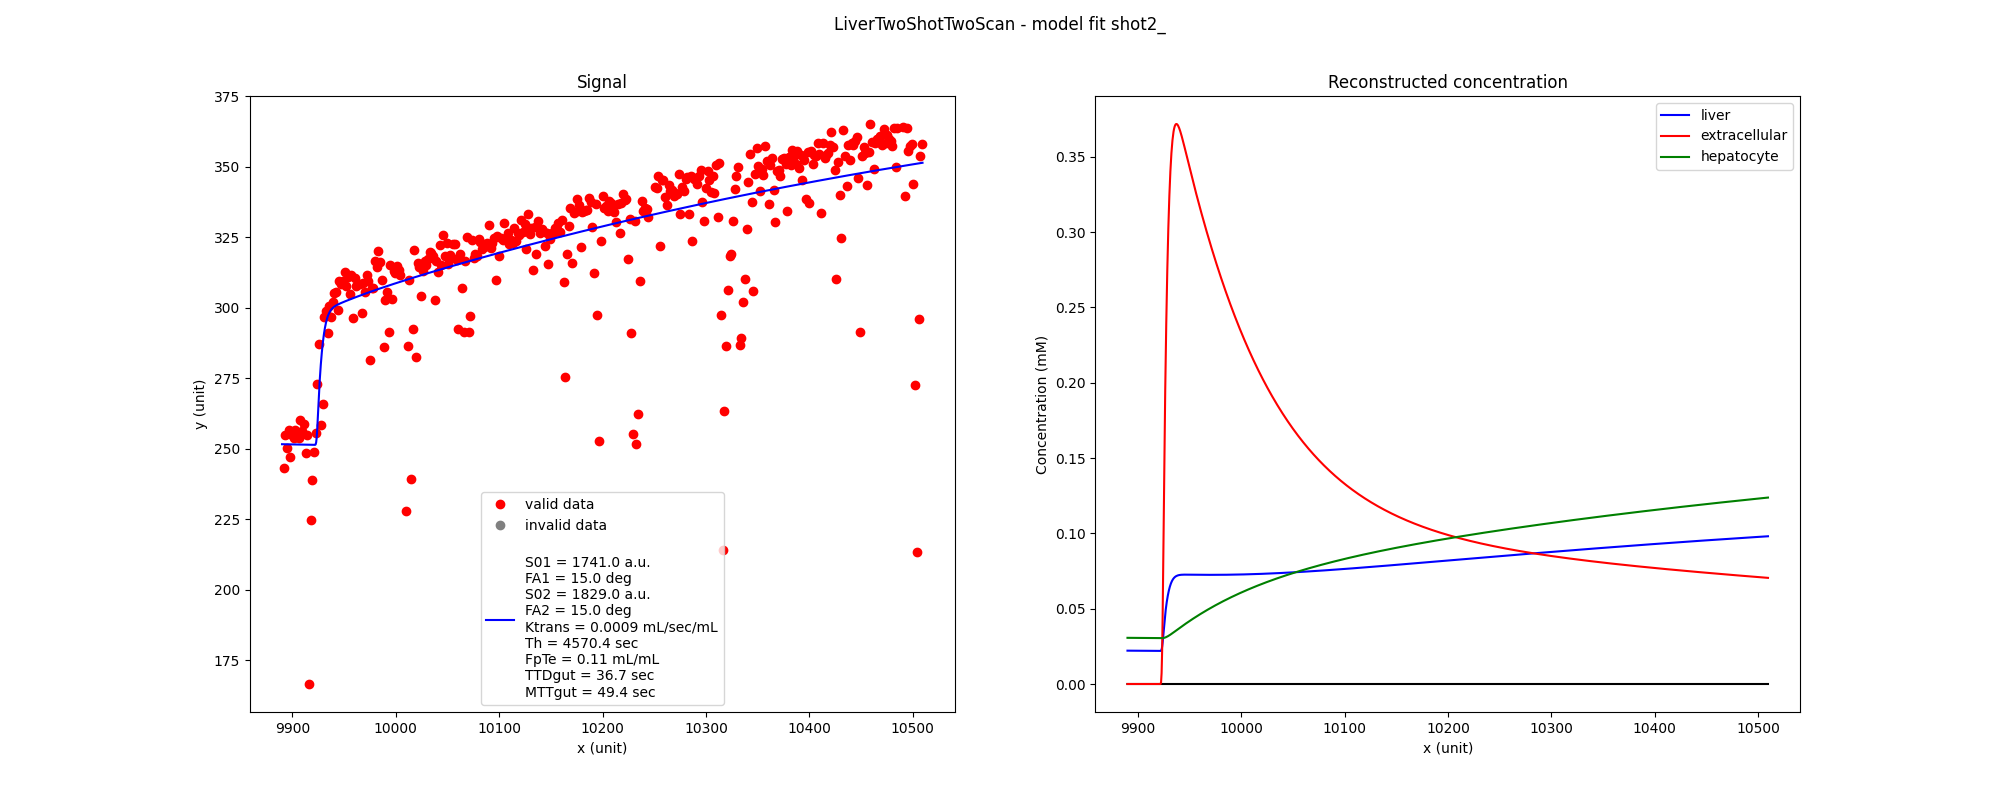 LiverTwoShotTwoScan - model fit shot2_
Signal
375
350
325
300
275
250
225
200
175
y (unit)
valid data
invalid data
S01 = 1741.0 a.u.
FA1 = 15.0 deg
S02 = 1829.0 a.u.
FA2 = 15.0 deg
Ktrans = 0.0009 mL/sec/mL
Th = 4570.4 sec
FpTe = 0.11 mL/mL
TTDgut = 36.7 sec
MTTgut = 49.4 sec
9900 10000 10100 10200 10300 10400 10500
x (unit)
Reconstructed concentration
liver
extracellular
hepatocyte
0.35
0.30
0.25
0.20
0.15
0.10
0.05
0.00
Concentration (mM)
9900 10000 10100 10200 10300 10400 10500
x (unit)